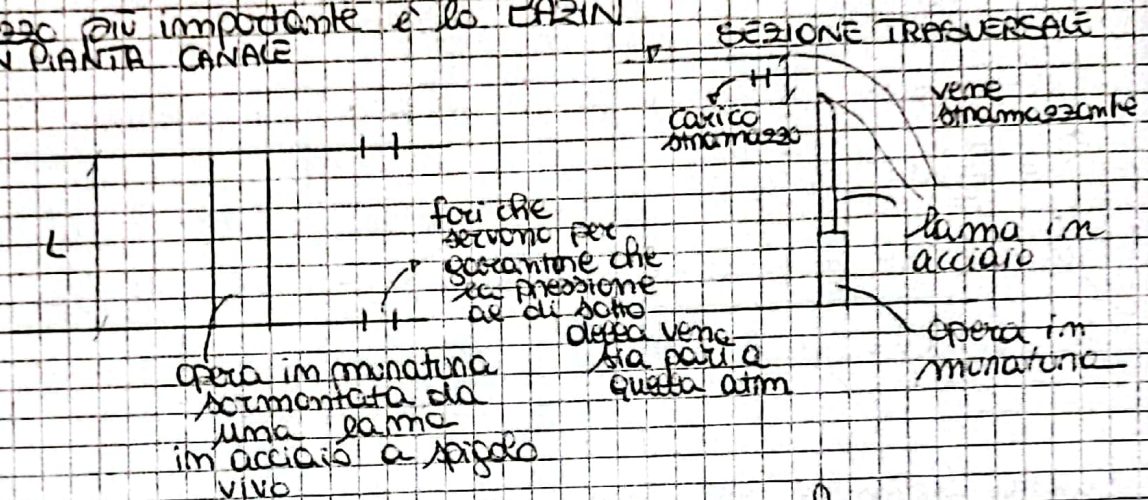 più importante è lo BAZIN
N PIANTA CANALE
SEZIONE TRASVERSALE
H
carico
stramazzo
vene
stramazzante
L
fori che
servono per
garantire che
la pressione
al di sotto
della vena
sia pari a
quella atm
lama in
acciaio
opera in
muratura
opera in muratura
sormontata da
una lama
in acciaio a spigolo
vivo